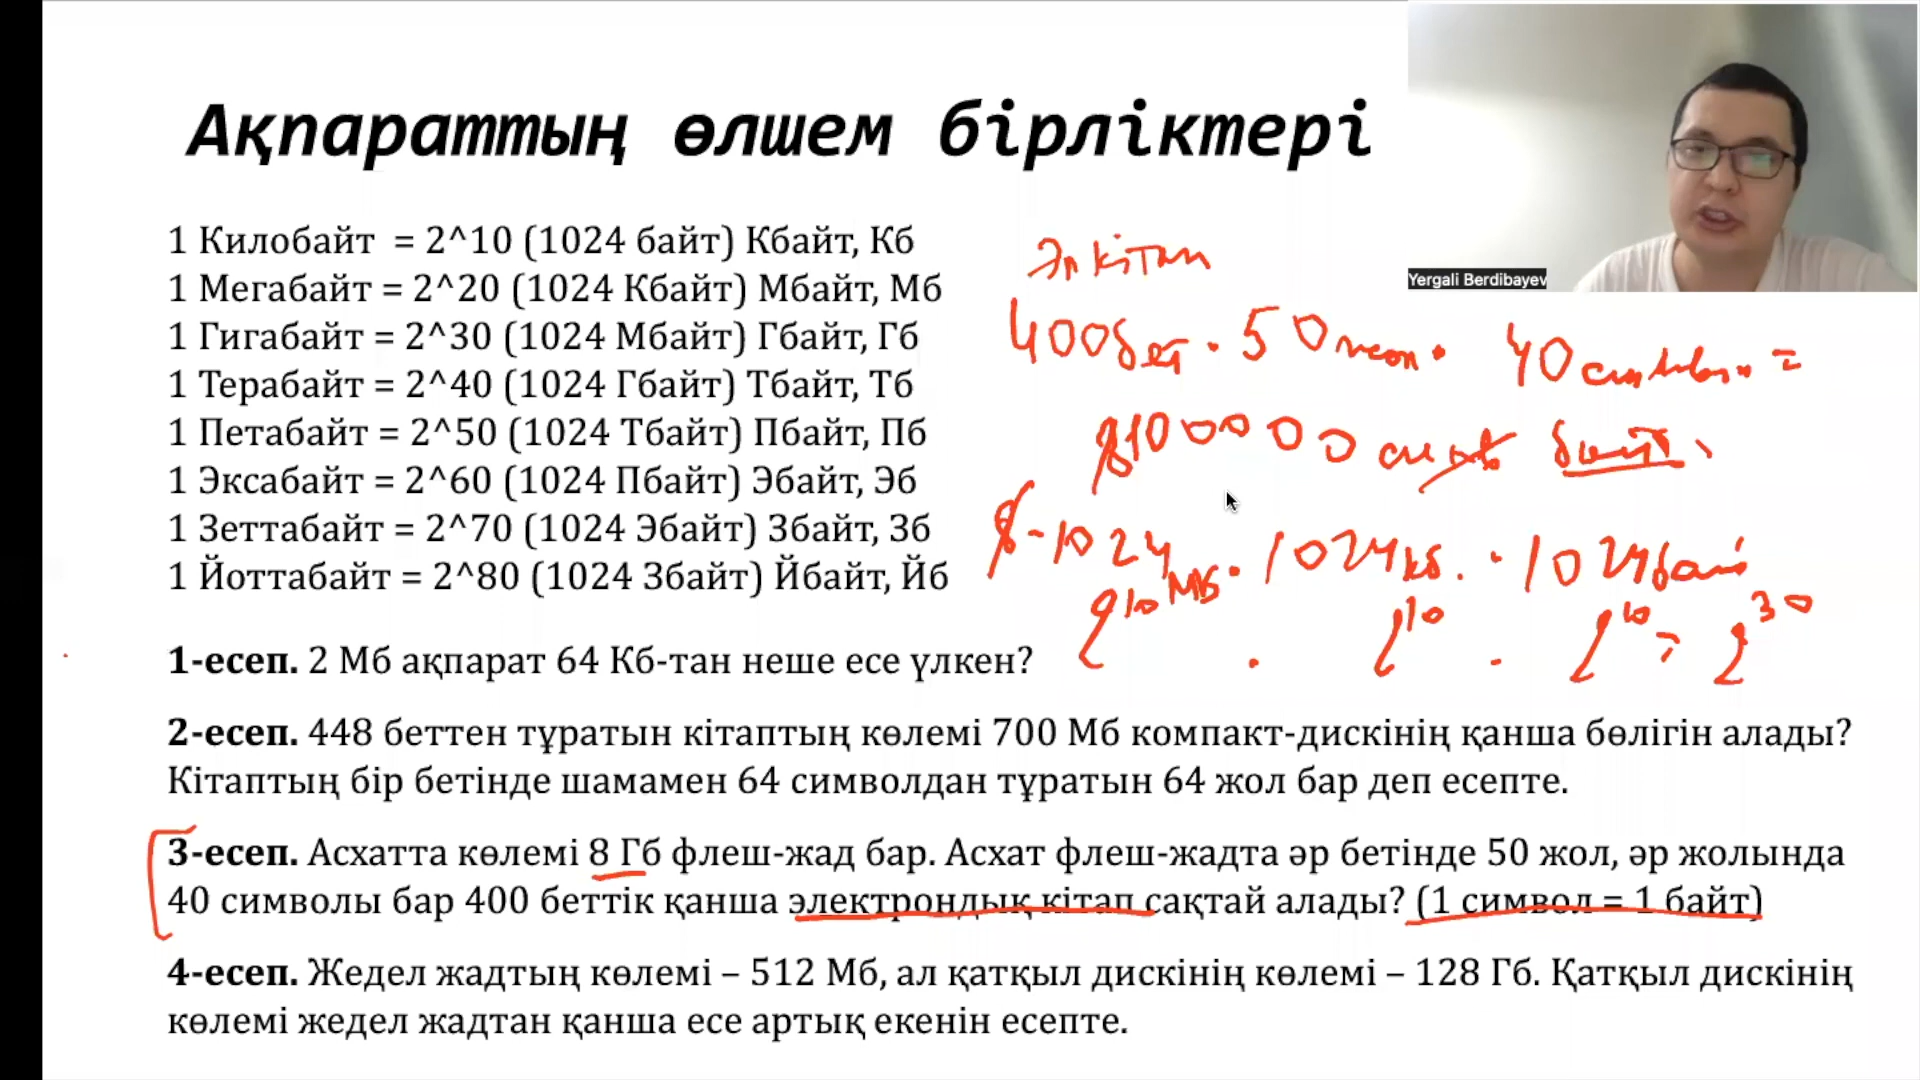 Ақпараттың өлшем бірліктері
Yergali Berdibayev
1 Килобайт = 2^10 (1024 байт) Кбайт, Кб
1 Мегабайт = 2^20 (1024 Кбайт) Мбайт, Мб
1 Гигабайт = 2^30 (1024 Мбайт) Гбайт, Гб
1 Терабайт = 2^40 (1024 Гбайт) Тбайт, Тб
1 Петабайт = 2^50 (1024 Тбайт) Пбайт, Пб
1 Эксабайт = 2^60 (1024 Пбайт) Эбайт, Эб
1 Зеттабайт = 2^70 (1024 Эбайт) Збайт, Зб
1 Йоттабайт = 2^80 (1024 Збайт) Йбайт, Йб
Эл кітап
400 бет · 50 жол · 40 символ =
8 · 1024 Мб · 1024 Кб · 1024 байт
2^10 · 2^10 · 2^10 = 2^30
1-есеп. 2 Мб ақпарат 64 Кб-тан неше есе үлкен?
2-есеп. 448 беттен тұратын кітаптың көлемі 700 Мб компакт-дискінің қанша бөлігін алады?
Кітаптың бір бетінде шамамен 64 символдан тұратын 64 жол бар деп есепте.
3-есеп. Асхатта көлемі 8 Гб флеш-жад бар. Асхат флеш-жадта әр бетінде 50 жол, әр жолында
40 символы бар 400 беттік қанша электрондық кітап сақтай алады? (1 символ = 1 байт)
4-есеп. Жедел жадтың көлемі – 512 Мб, ал қатқыл дискінің көлемі – 128 Гб. Қатқыл дискінің
көлемі жедел жадтан қанша есе артық екенін есепте.